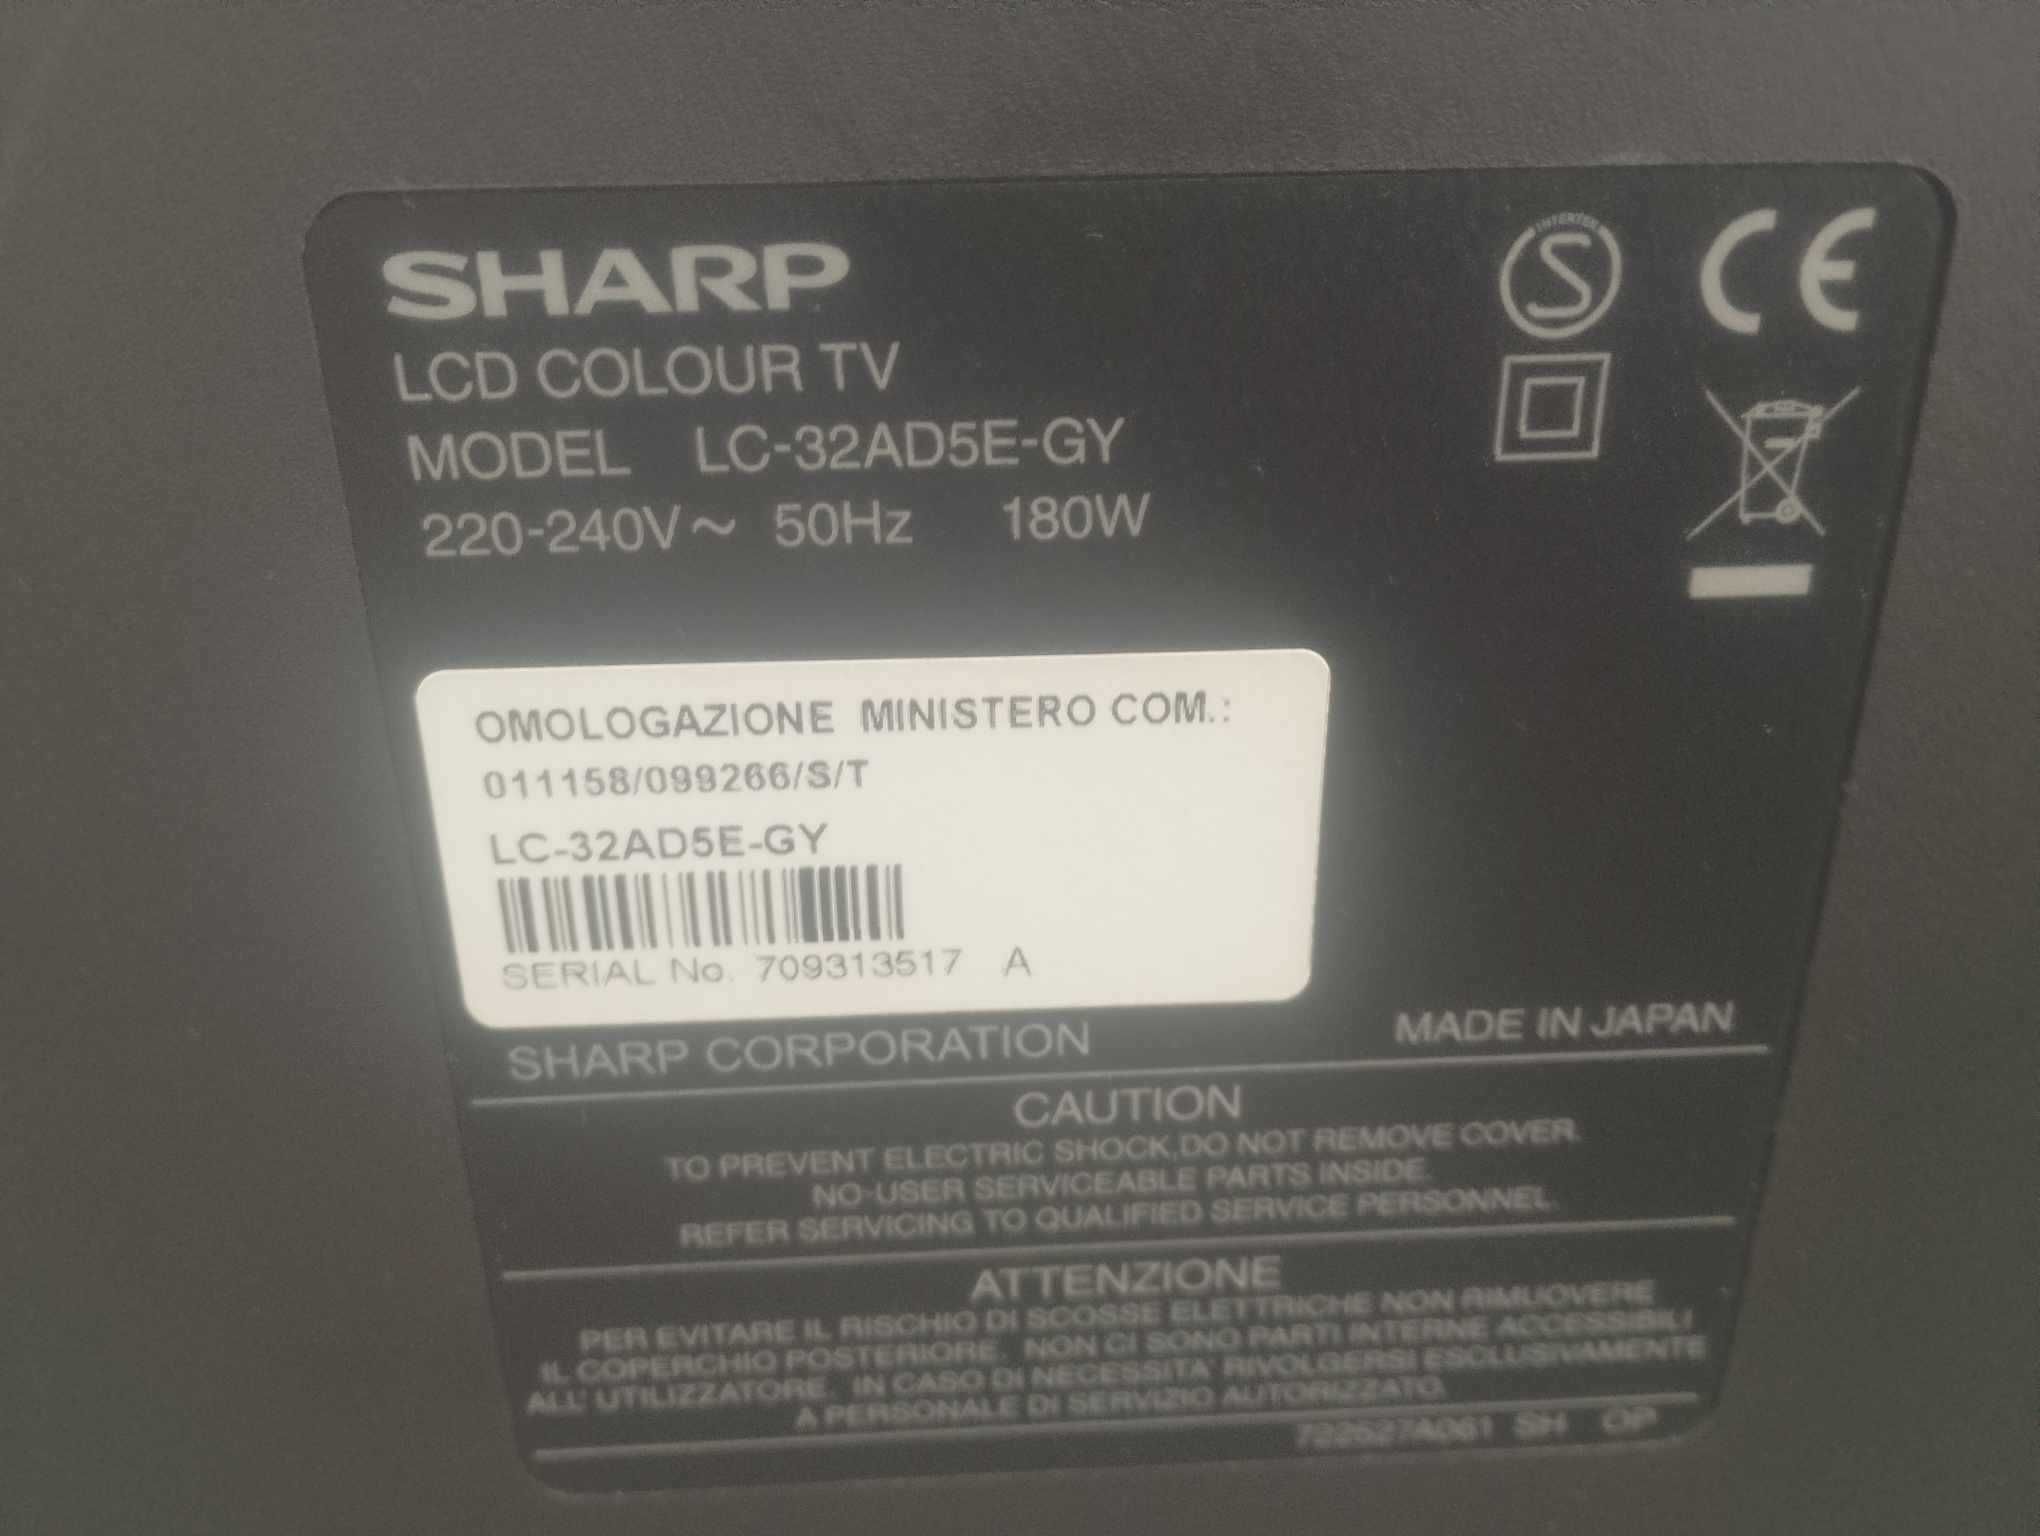 SHARP
INTERTEK
S
CE
LCD COLOUR TV
MODEL LC-32AD5E-GY
220-240V~ 50Hz 180W
OMOLOGAZIONE MINISTERO COM.:
011158/099266/S/T
LC-32AD5E-GY
SERIAL No. 709313517 A
SHARP CORPORATION MADE IN JAPAN
CAUTION
TO PREVENT ELECTRIC SHOCK,DO NOT REMOVE COVER.
NO-USER SERVICEABLE PARTS INSIDE.
REFER SERVICING TO QUALIFIED SERVICE PERSONNEL.
ATTENZIONE
PER EVITARE IL RISCHIO DI SCOSSE ELETTRICHE NON RIMUOVERE
IL COPERCHIO POSTERIORE. NON CI SONO PARTI INTERNE ACCESSIBILI
ALL' UTILIZZATORE. IN CASO DI NECESSITA' RIVOLGERSI ESCLUSIVAMENTE
A PERSONALE DI SERVIZIO AUTORIZZATO.
SH OP